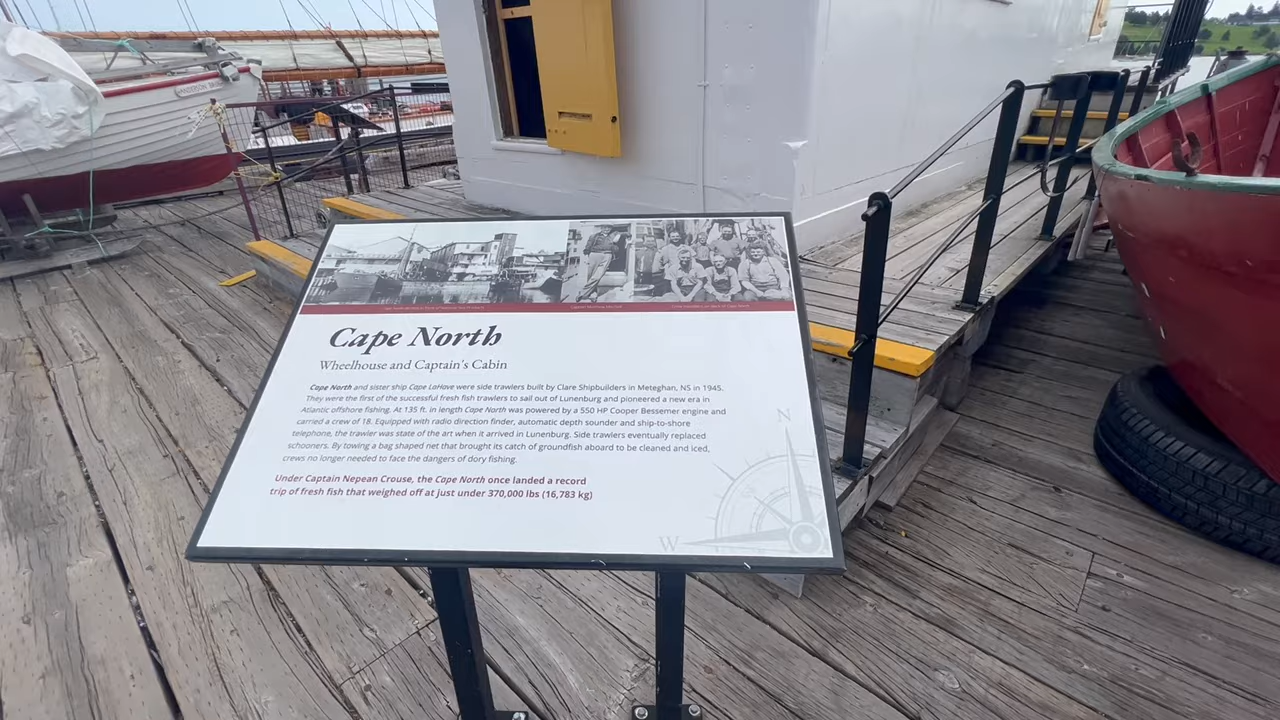 Cape North
Wheelhouse and Captain's Cabin
Cape North and sister ship Cape LaHave were side trawlers built by Clare Shipbuilders in Meteghan, NS in 1945.
They were the first of the successful fresh fish trawlers to sail out of Lunenburg and pioneered a new era in
Atlantic offshore fishing. At 135 ft. in length Cape North was powered by a 550 HP Cooper Bessemer engine and
carried a crew of 18. Equipped with radio direction finder, automatic depth sounder and ship-to-shore
telephone, the trawler was state of the art when it arrived in Lunenburg. Side trawlers eventually replaced
schooners. By towing a bag shaped net that brought its catch of groundfish aboard to be cleaned and iced,
crews no longer needed to face the dangers of dory fishing.
Under Captain Nepean Crouse, the Cape North once landed a record
trip of fresh fish that weighed off at just under 370,000 lbs (16,783 kg)
N
W